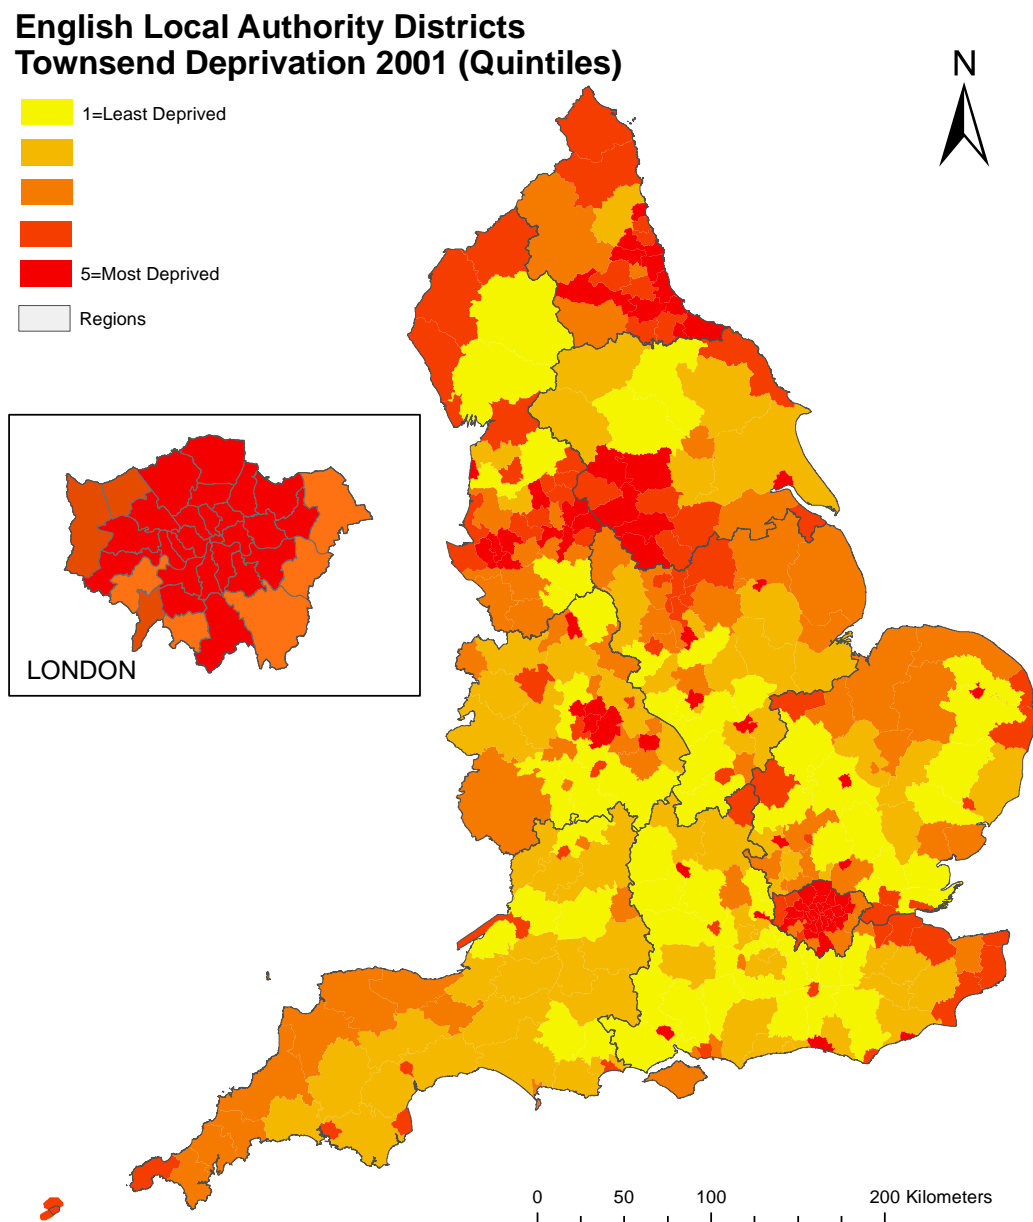 English Local Authority Districts
Townsend Deprivation 2001 (Quintiles)
N
1=Least Deprived
5=Most Deprived
Regions
LONDON
0 50 100 200 Kilometers